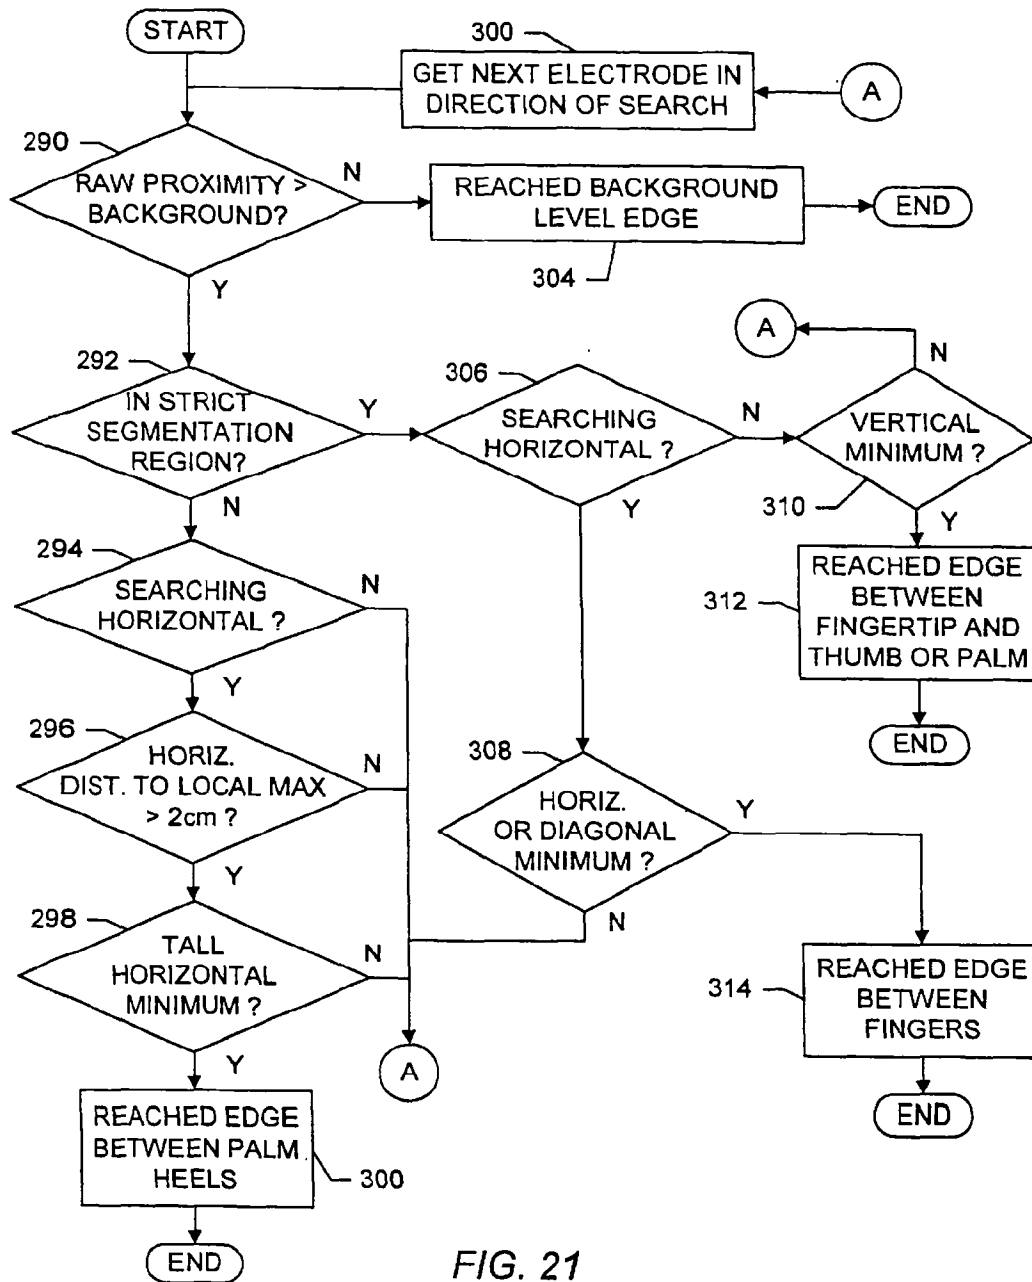 START
300
GET NEXT ELECTRODE IN
DIRECTION OF SEARCH
A
290
RAW PROXIMITY >
BACKGROUND?
N
REACHED BACKGROUND
LEVEL EDGE
304
END
Y
A
292
IN STRICT
SEGMENTATION
REGION?
Y
306
SEARCHING
HORIZONTAL ?
N
N
VERTICAL
MINIMUM ?
310
N
Y
Y
294
SEARCHING
HORIZONTAL ?
N
312
REACHED EDGE
BETWEEN
FINGERTIP AND
THUMB OR PALM
Y
END
296
HORIZ.
DIST. TO LOCAL MAX
> 2cm ?
N
308
HORIZ.
OR DIAGONAL
MINIMUM ?
Y
Y
N
298
TALL
HORIZONTAL
MINIMUM ?
N
314
REACHED EDGE
BETWEEN
FINGERS
Y
A
END
REACHED EDGE
BETWEEN PALM
HEELS
300
END
FIG. 21